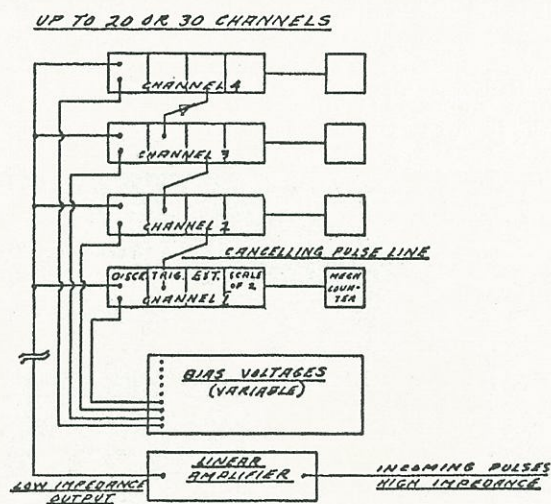 UP TO 20 OR 30 CHANNELS
CHANNEL 4
CHANNEL 3
CHANNEL 2
CANCELLING PULSE LINE
DISCR. TRIG. EXT. SCALE OF 2
CHANNEL 1
MECH
COUN-
TER
BIAS VOLTAGES
(VARIABLE)
LINEAR
AMPLIFIER
LOW IMPEDANCE
OUTPUT
INCOMING PULSES
HIGH IMPEDANCE